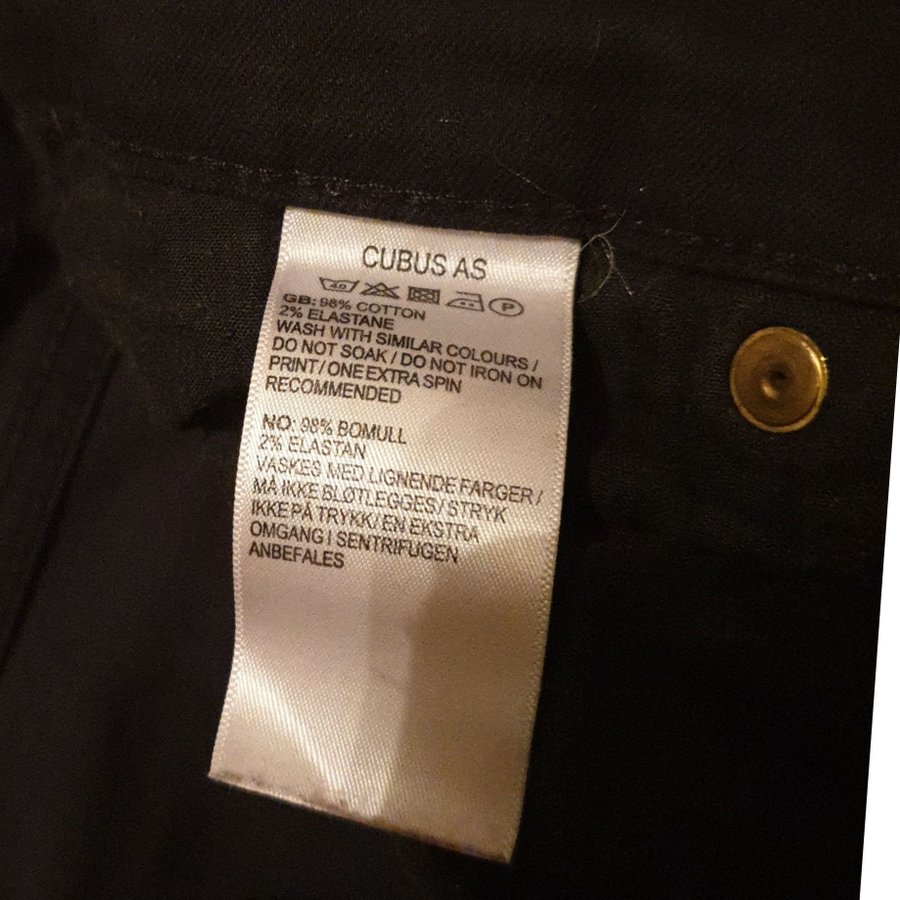 CUBUS AS
40 P
GB: 98% COTTON
2% ELASTANE
WASH WITH SIMILAR COLOURS /
DO NOT SOAK / DO NOT IRON ON
PRINT / ONE EXTRA SPIN
RECOMMENDED
NO: 98% BOMULL
2% ELASTAN
VASKES MED LIGNENDE FARGER /
MÅ IKKE BLØTLEGGES / STRYK
IKKE PÅ TRYKK / EN EKSTRA
OMGANG I SENTRIFUGEN
ANBEFALES